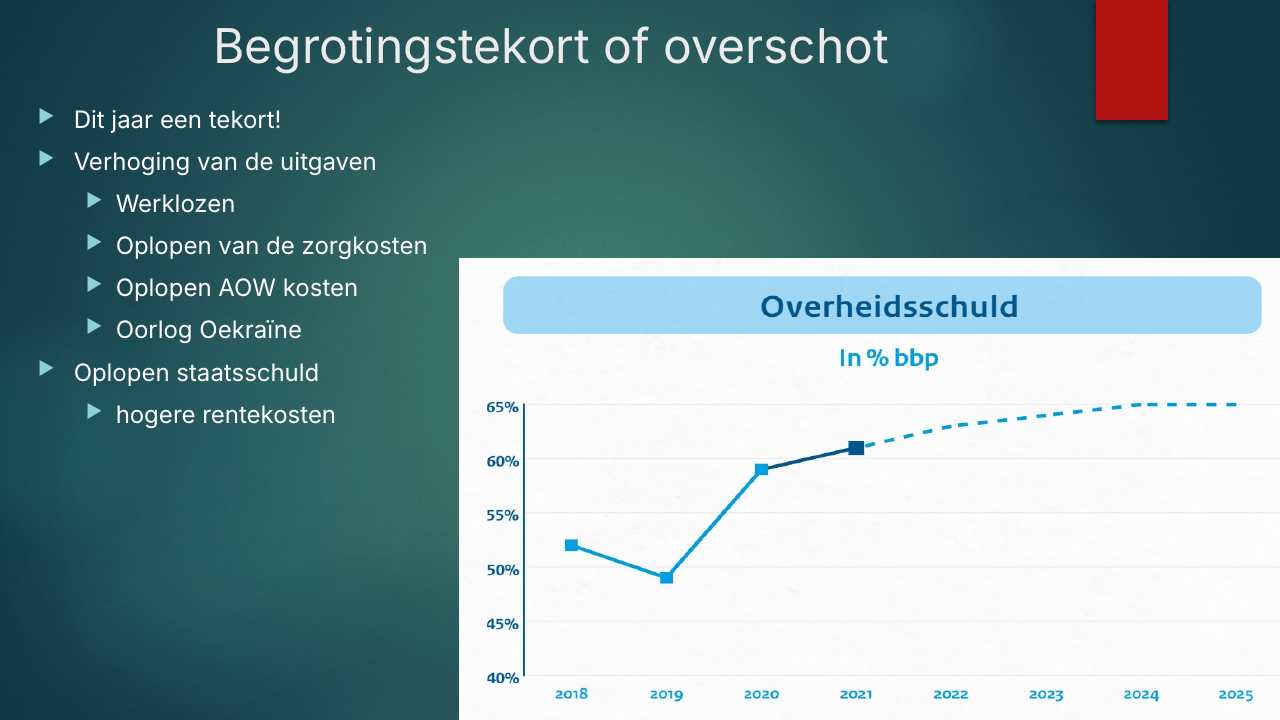 Begrotingstekort of overschot
Dit jaar een tekort!
Verhoging van de uitgaven
Werklozen
Oplopen van de zorgkosten
Oplopen AOW kosten
Oorlog Oekraïne
Oplopen staatsschuld
hogere rentekosten
Overheidsschuld
In % bbp
65%
60%
55%
50%
45%
40%
2018 2019 2020 2021 2022 2023 2024 2025